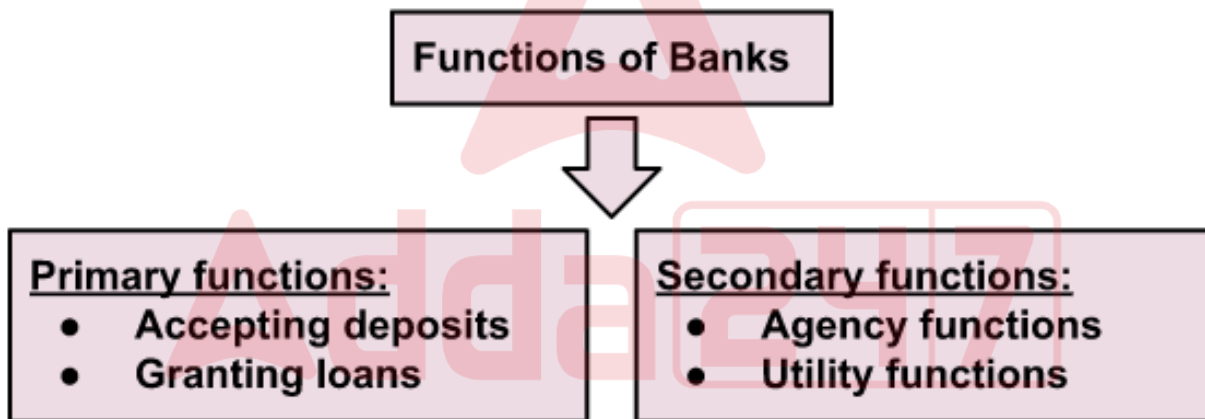 Functions of Banks
Primary functions:
● Accepting deposits
● Granting loans
Secondary functions:
● Agency functions
● Utility functions
Adda247